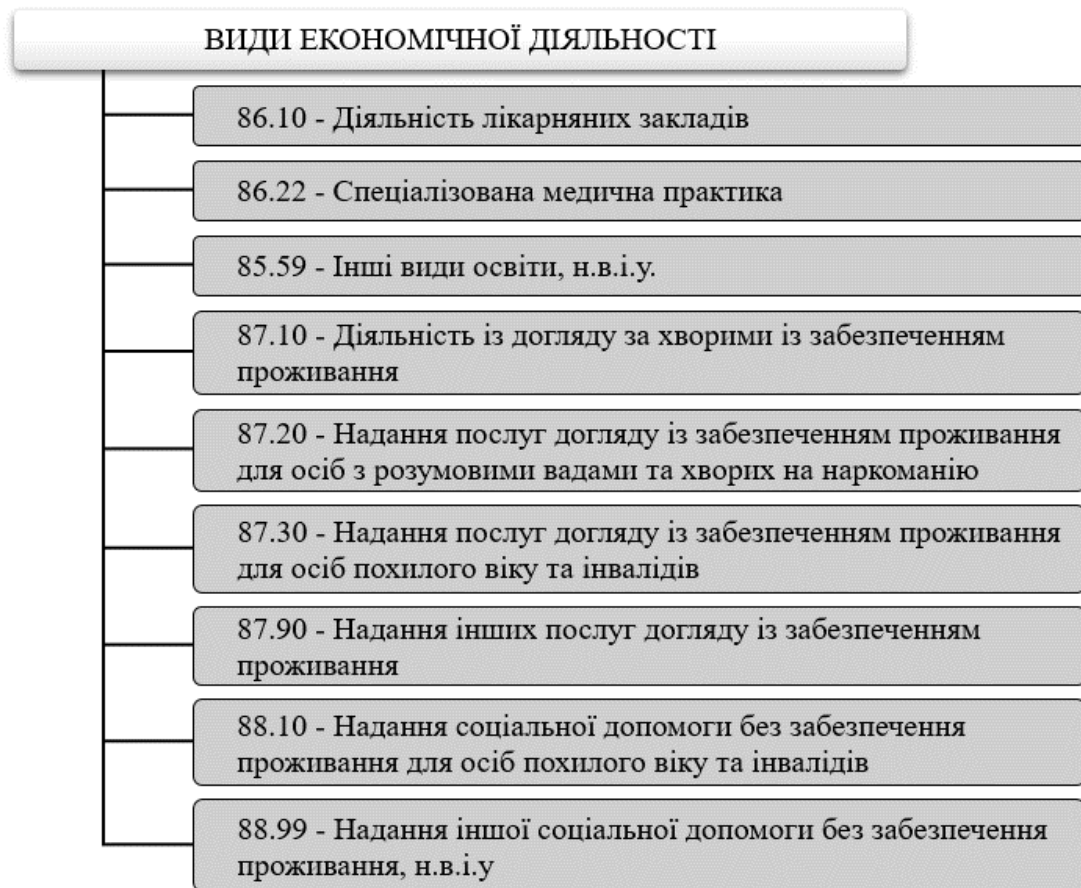 ВИДИ ЕКОНОМІЧНОЇ ДІЯЛЬНОСТІ
86.10 - Діяльність лікарняних закладів
86.22 - Спеціалізована медична практика
85.59 - Інші види освіти, н.в.і.у.
87.10 - Діяльність із догляду за хворими із забезпеченням
проживання
87.20 - Надання послуг догляду із забезпеченням проживання
для осіб з розумовими вадами та хворих на наркоманію
87.30 - Надання послуг догляду із забезпеченням проживання
для осіб похилого віку та інвалідів
87.90 - Надання інших послуг догляду із забезпеченням
проживання
88.10 - Надання соціальної допомоги без забезпечення
проживання для осіб похилого віку та інвалідів
88.99 - Надання іншої соціальної допомоги без забезпечення
проживання, н.в.і.у